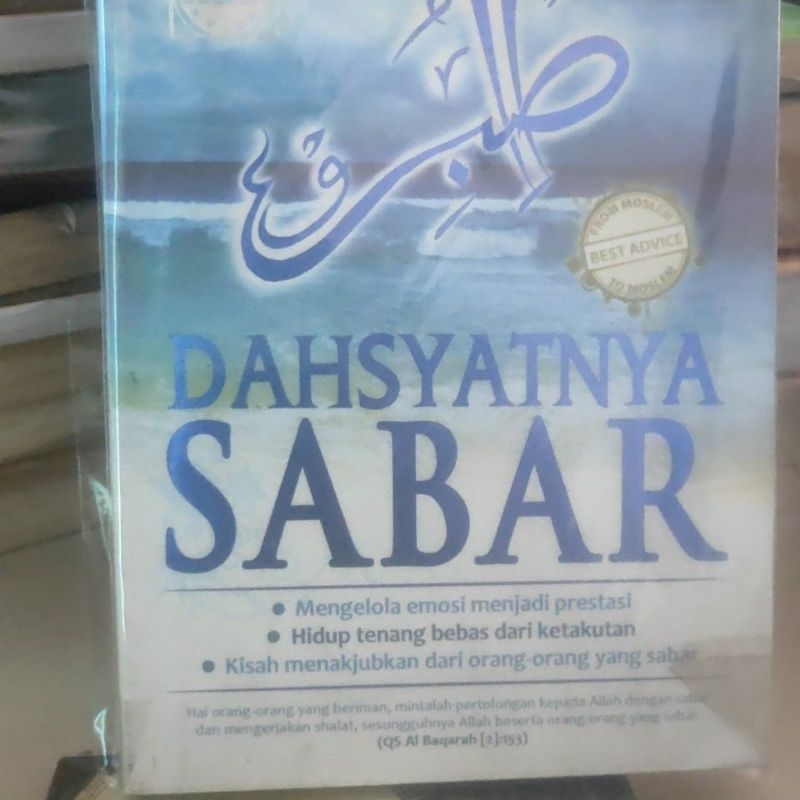 اصبرو
FROM MOSLEM
BEST ADVICE
TO MOSLEM
DAHSYATNYA
SABAR
● Mengelola emosi menjadi prestasi
● Hidup tenang bebas dari ketakutan
● Kisah menakjubkan dari orang-orang yang sabar
Hai orang-orang yang beriman, mintalah pertolongan kepada Allah dengan sabar
dan mengerjakan shalat, sesungguhnya Allah beserta orang-orang yang sabar
(QS Al Baqarah [2]:153)